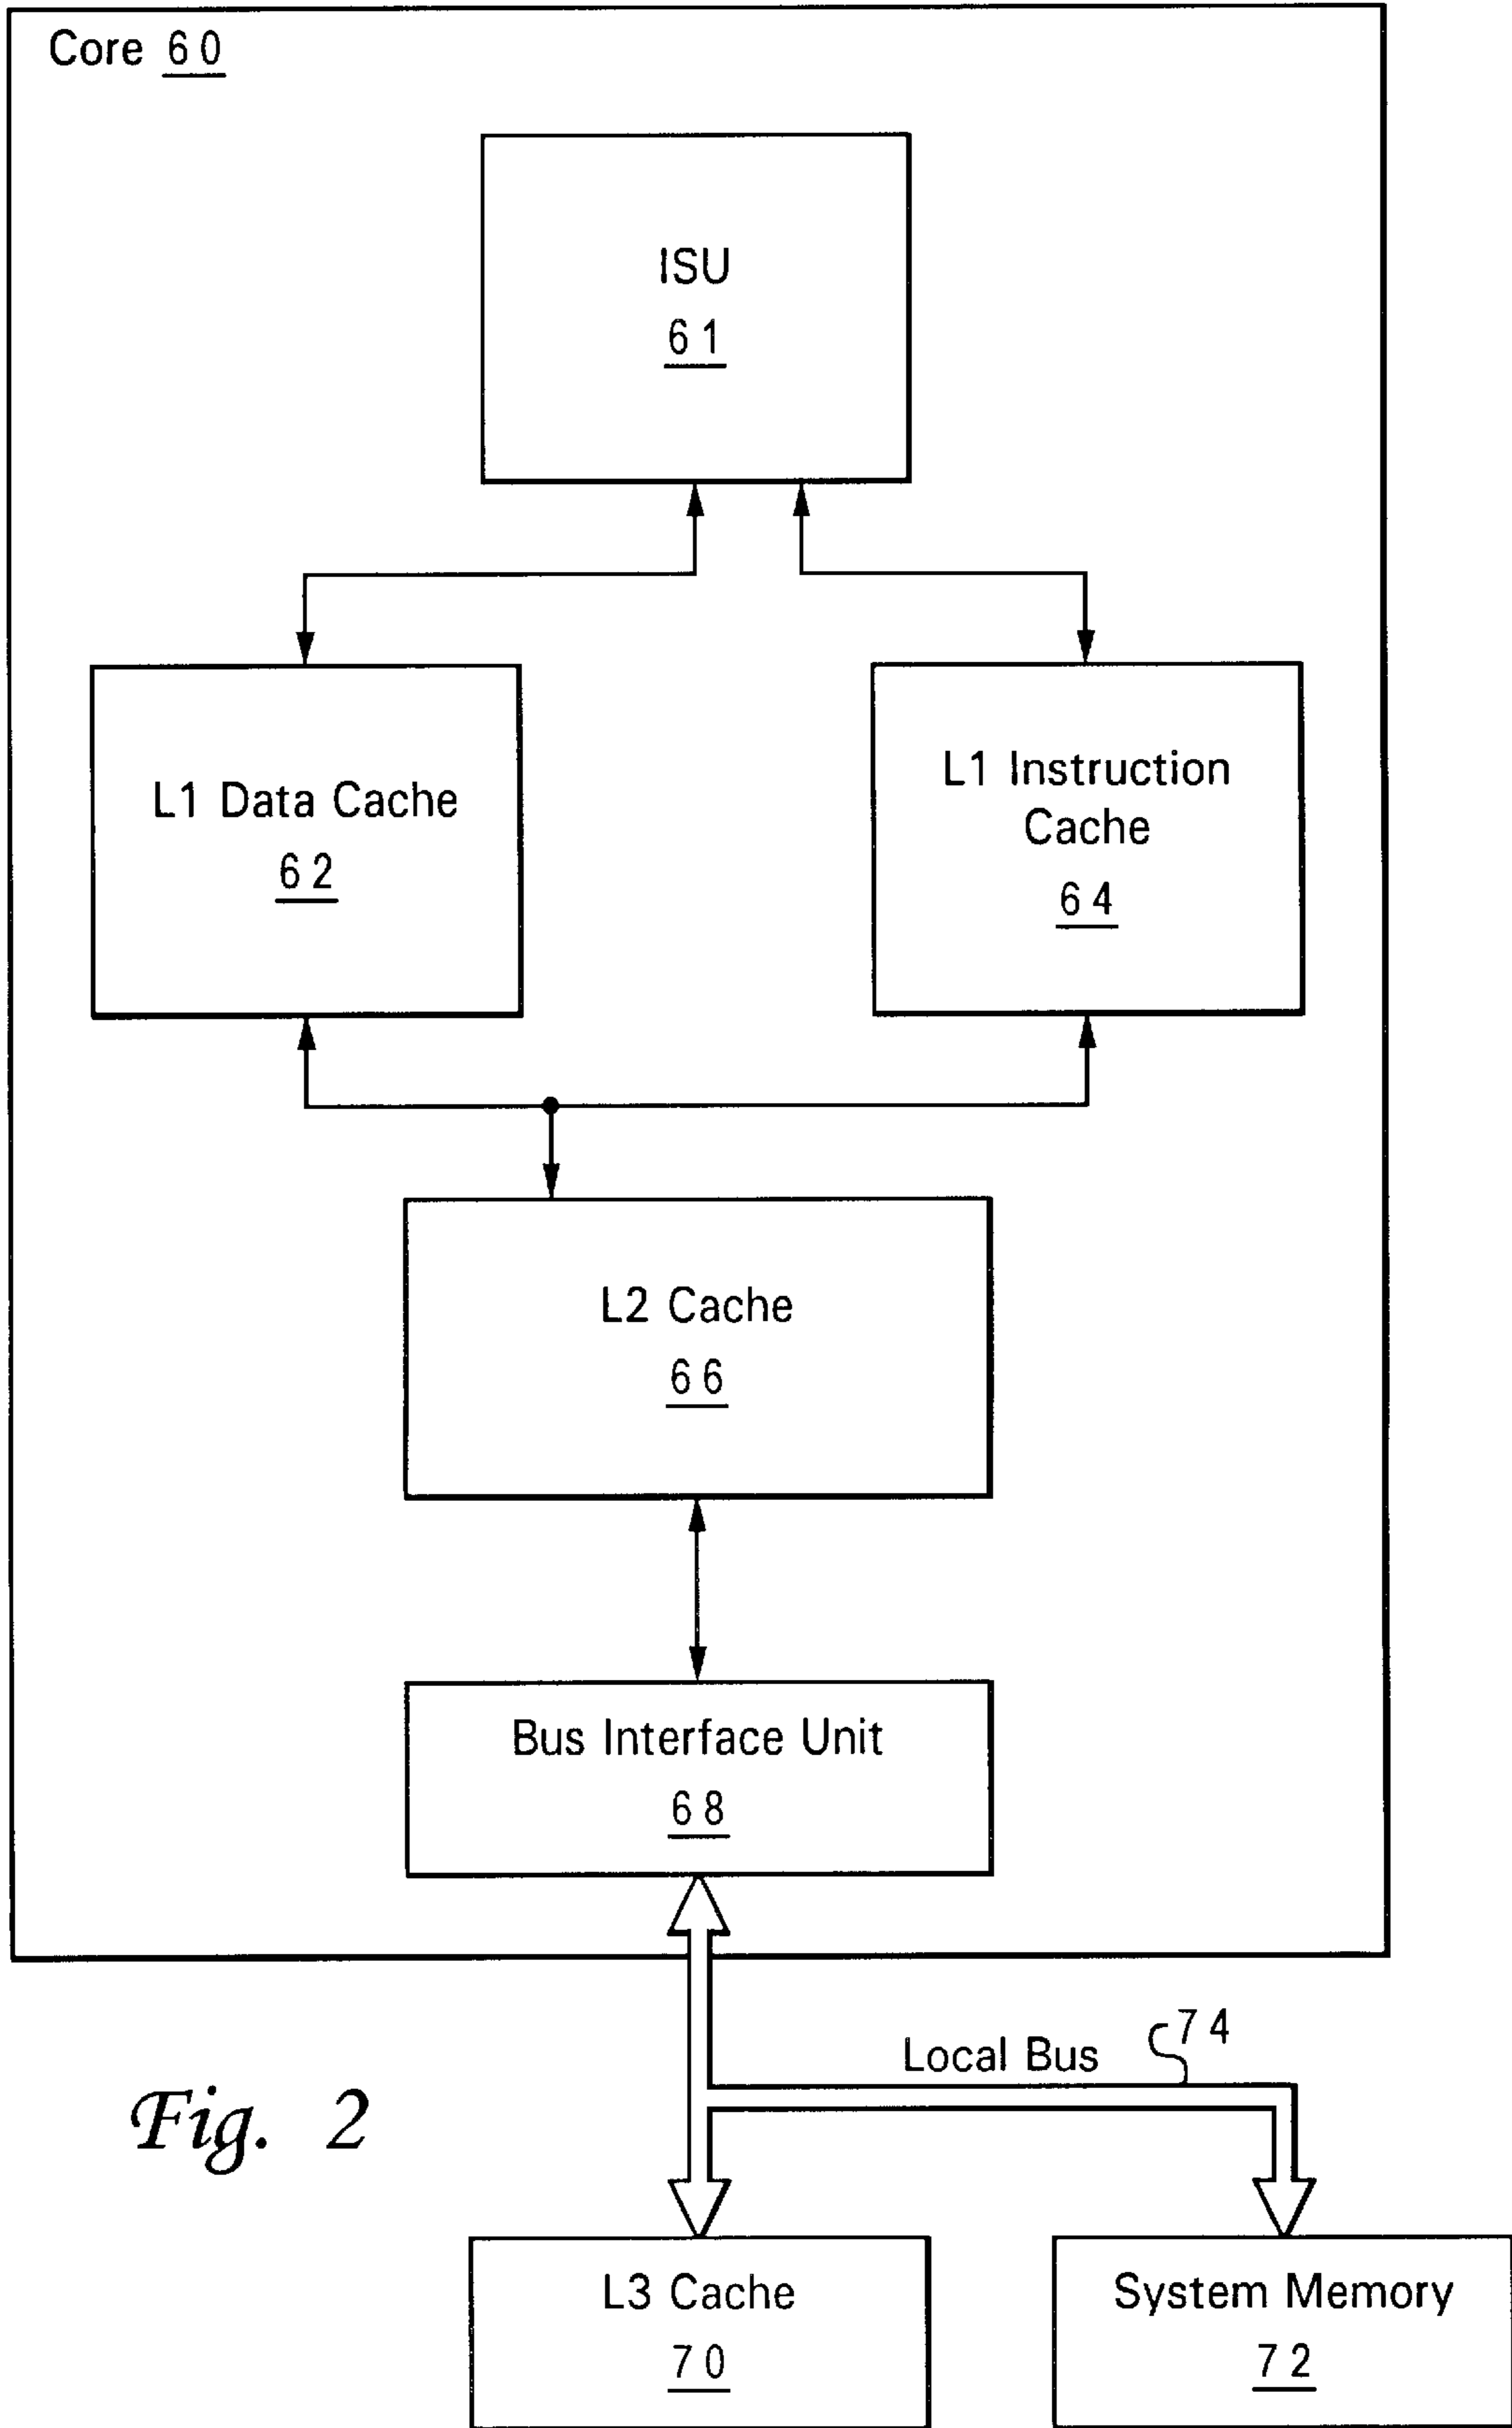 Core 60
ISU
61
L1 Data Cache
62
L1 Instruction
Cache
64
L2 Cache
66
Bus Interface Unit
68
Local Bus
74
Fig. 2
L3 Cache
70
System Memory
72